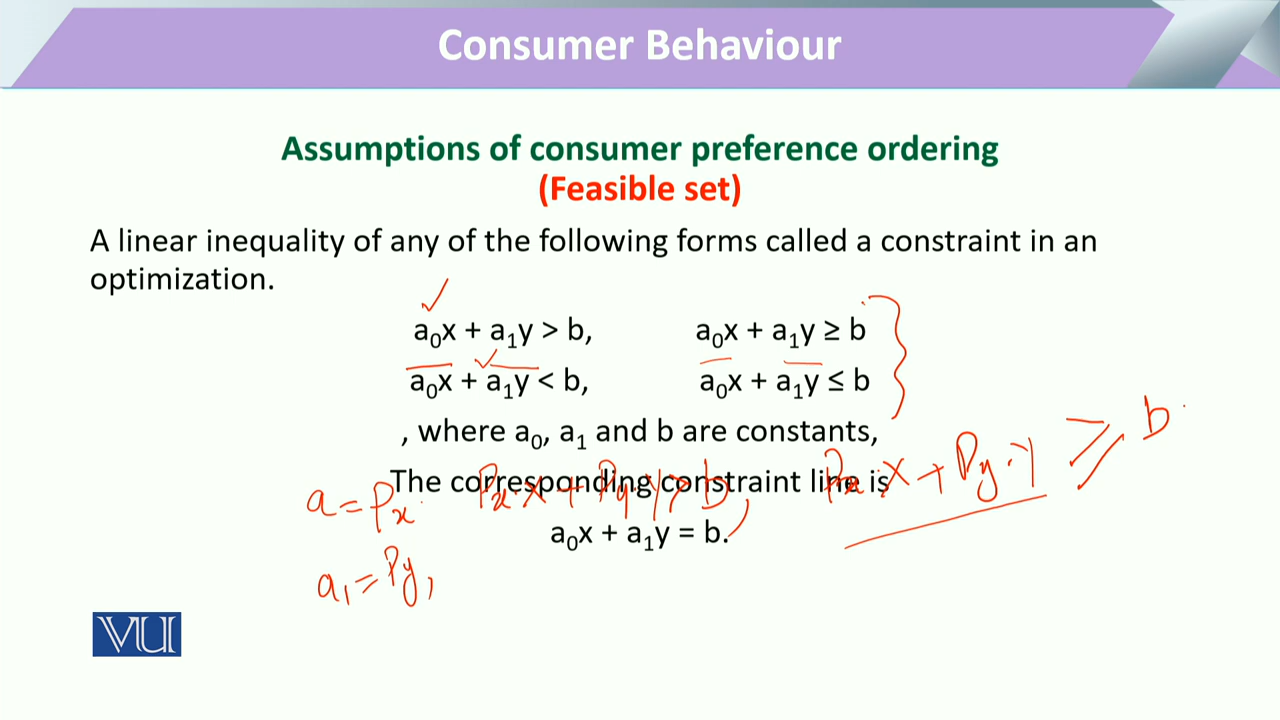 Consumer Behaviour
Assumptions of consumer preference ordering
(Feasible set)
A linear inequality of any of the following forms called a constraint in an
optimization.
a₀x + a₁y > b, a₀x + a₁y ≥ b
a₀x + a₁y < b, a₀x + a₁y ≤ b
, where a₀, a₁ and b are constants,
The corresponding constraint line is
a₀x + a₁y = b.
a = Pₓ. Pₓ.X + Py.Y > b, Pₓ X + Py.Y ≥ b.
a₁ = Py,
VU